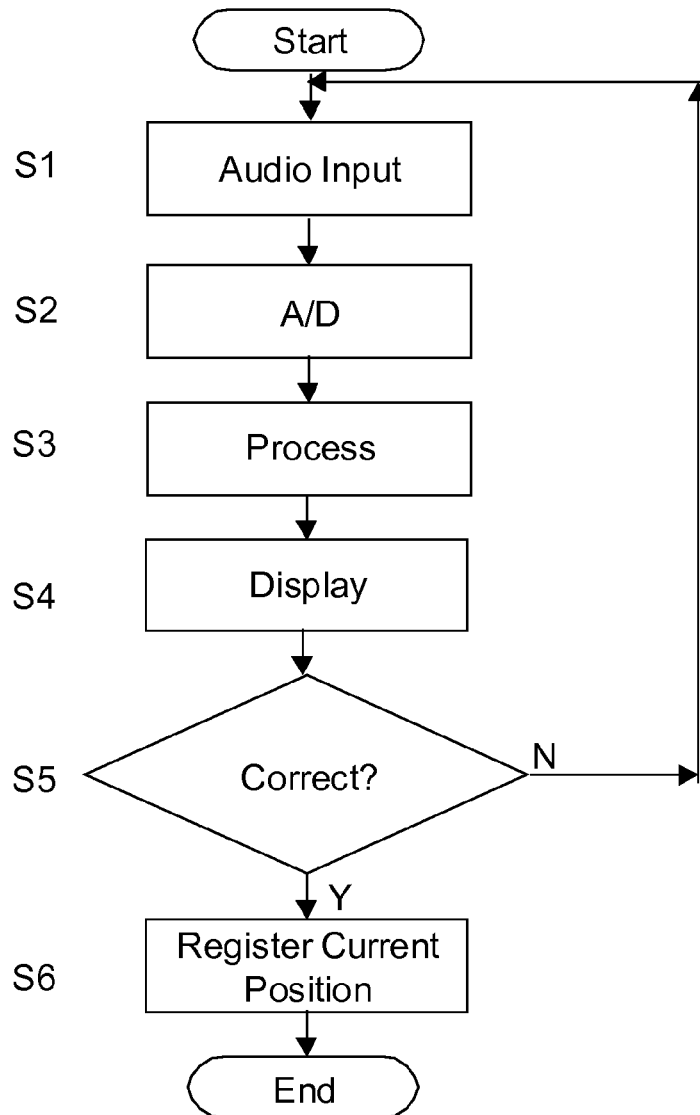 Start
S1
Audio Input
S2
A/D
S3
Process
S4
Display
S5
Correct?
N
Y
S6
Register Current
Position
End